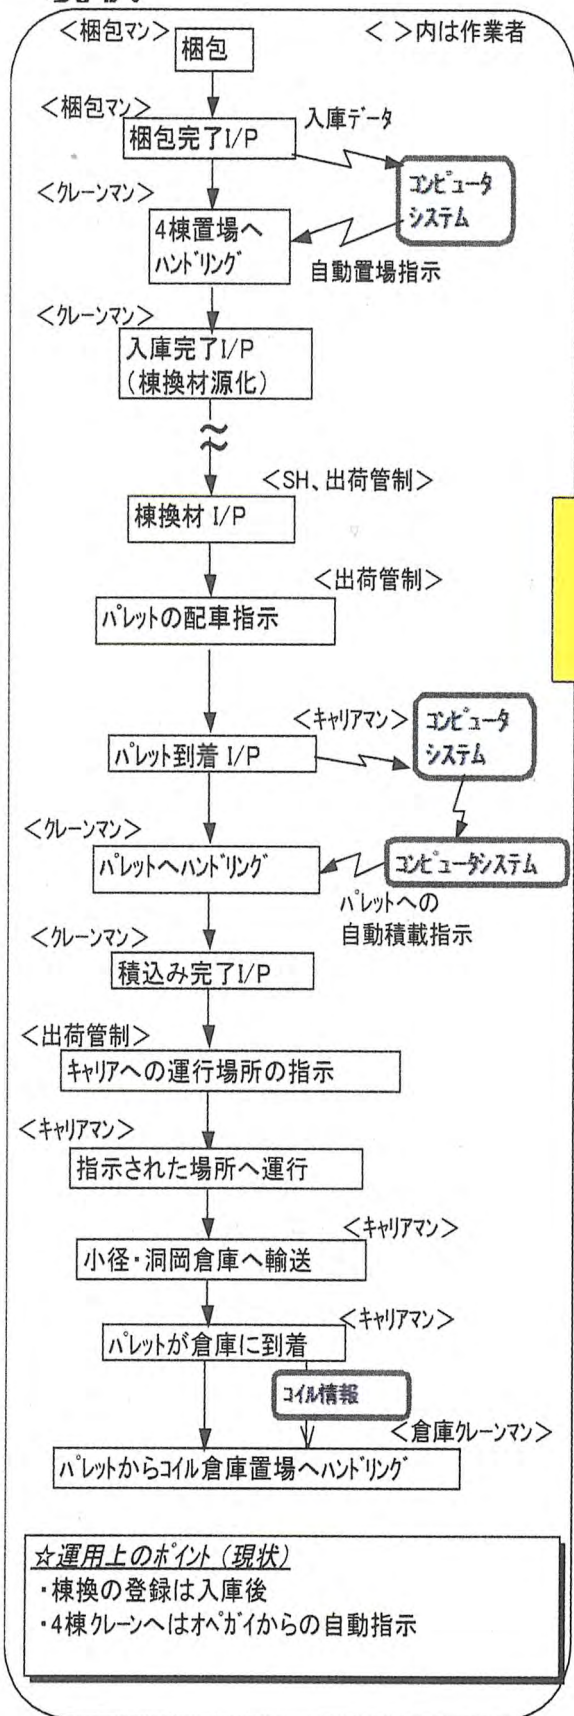 <梱包マン>
< >内は作業者
梱包
<梱包マン>
梱包完了I/P
入庫データ
コンピュータ
システム
<クレーンマン>
4棟置場へ
ハンドリング
自動置場指示
<クレーンマン>
入庫完了I/P
(棟換材源化)
<SH、出荷管制>
棟換材 I/P
<出荷管制>
パレットの配車指示
<キャリアマン>
コンピュータ
システム
パレット到着 I/P
<クレーンマン>
パレットへハンドリング
コンピュータシステム
パレットへの
自動積載指示
<クレーンマン>
積込み完了I/P
<出荷管制>
キャリアへの運行場所の指示
<キャリアマン>
指示された場所へ運行
<キャリアマン>
小径・洞岡倉庫へ輸送
<キャリアマン>
パレットが倉庫に到着
コイル情報
<倉庫クレーンマン>
パレットからコイル倉庫置場へハンドリング
☆運用上のポイント(現状)
・棟換の登録は入庫後
・4棟クレーンへはオペガイからの自動指示